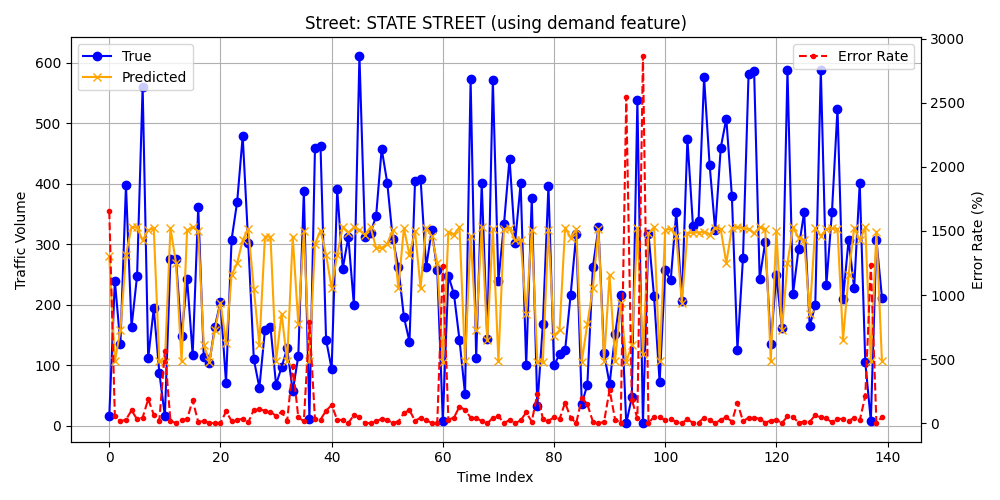 Street: STATE STREET (using demand feature)
True
Predicted
Error Rate
Traffic Volume
600
500
400
300
200
100
0
3000
2500
2000
1500
1000
500
0
Error Rate (%)
0 20 40 60 80 100 120 140
Time Index